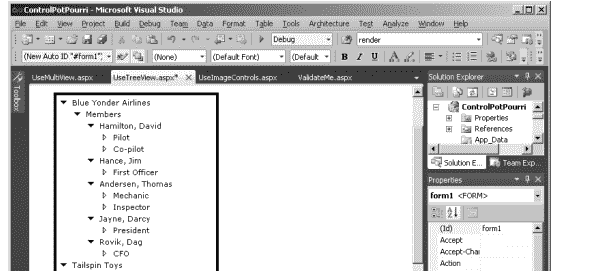 ControlPotPourri - Microsoft Visual Studio
File Edit View Project Build Debug Team Data Format Table Tools Architecture Test Analyze Window Help
Debug render
(New Auto ID "#form1") (None) (Default Font) (Default B I U A
UseMultiView.aspx UseTreeView.aspx* X UseImageControls.aspx ValidateMe.aspx
Toolbox
Blue Yonder Airlines
Members
Hamilton, David
Pilot
Co-pilot
Hance, Jim
First Officer
Andersen, Thomas
Mechanic
Inspector
Jayne, Darcy
President
Rovik, Dag
CFO
Tailspin Toys
Solution Explorer
ControlPotPourri
Properties
References
App_Data
Solution E... Team Exp...
Properties
form1 <FORM>
(Id) form1
Accept
Accept-Char
Action